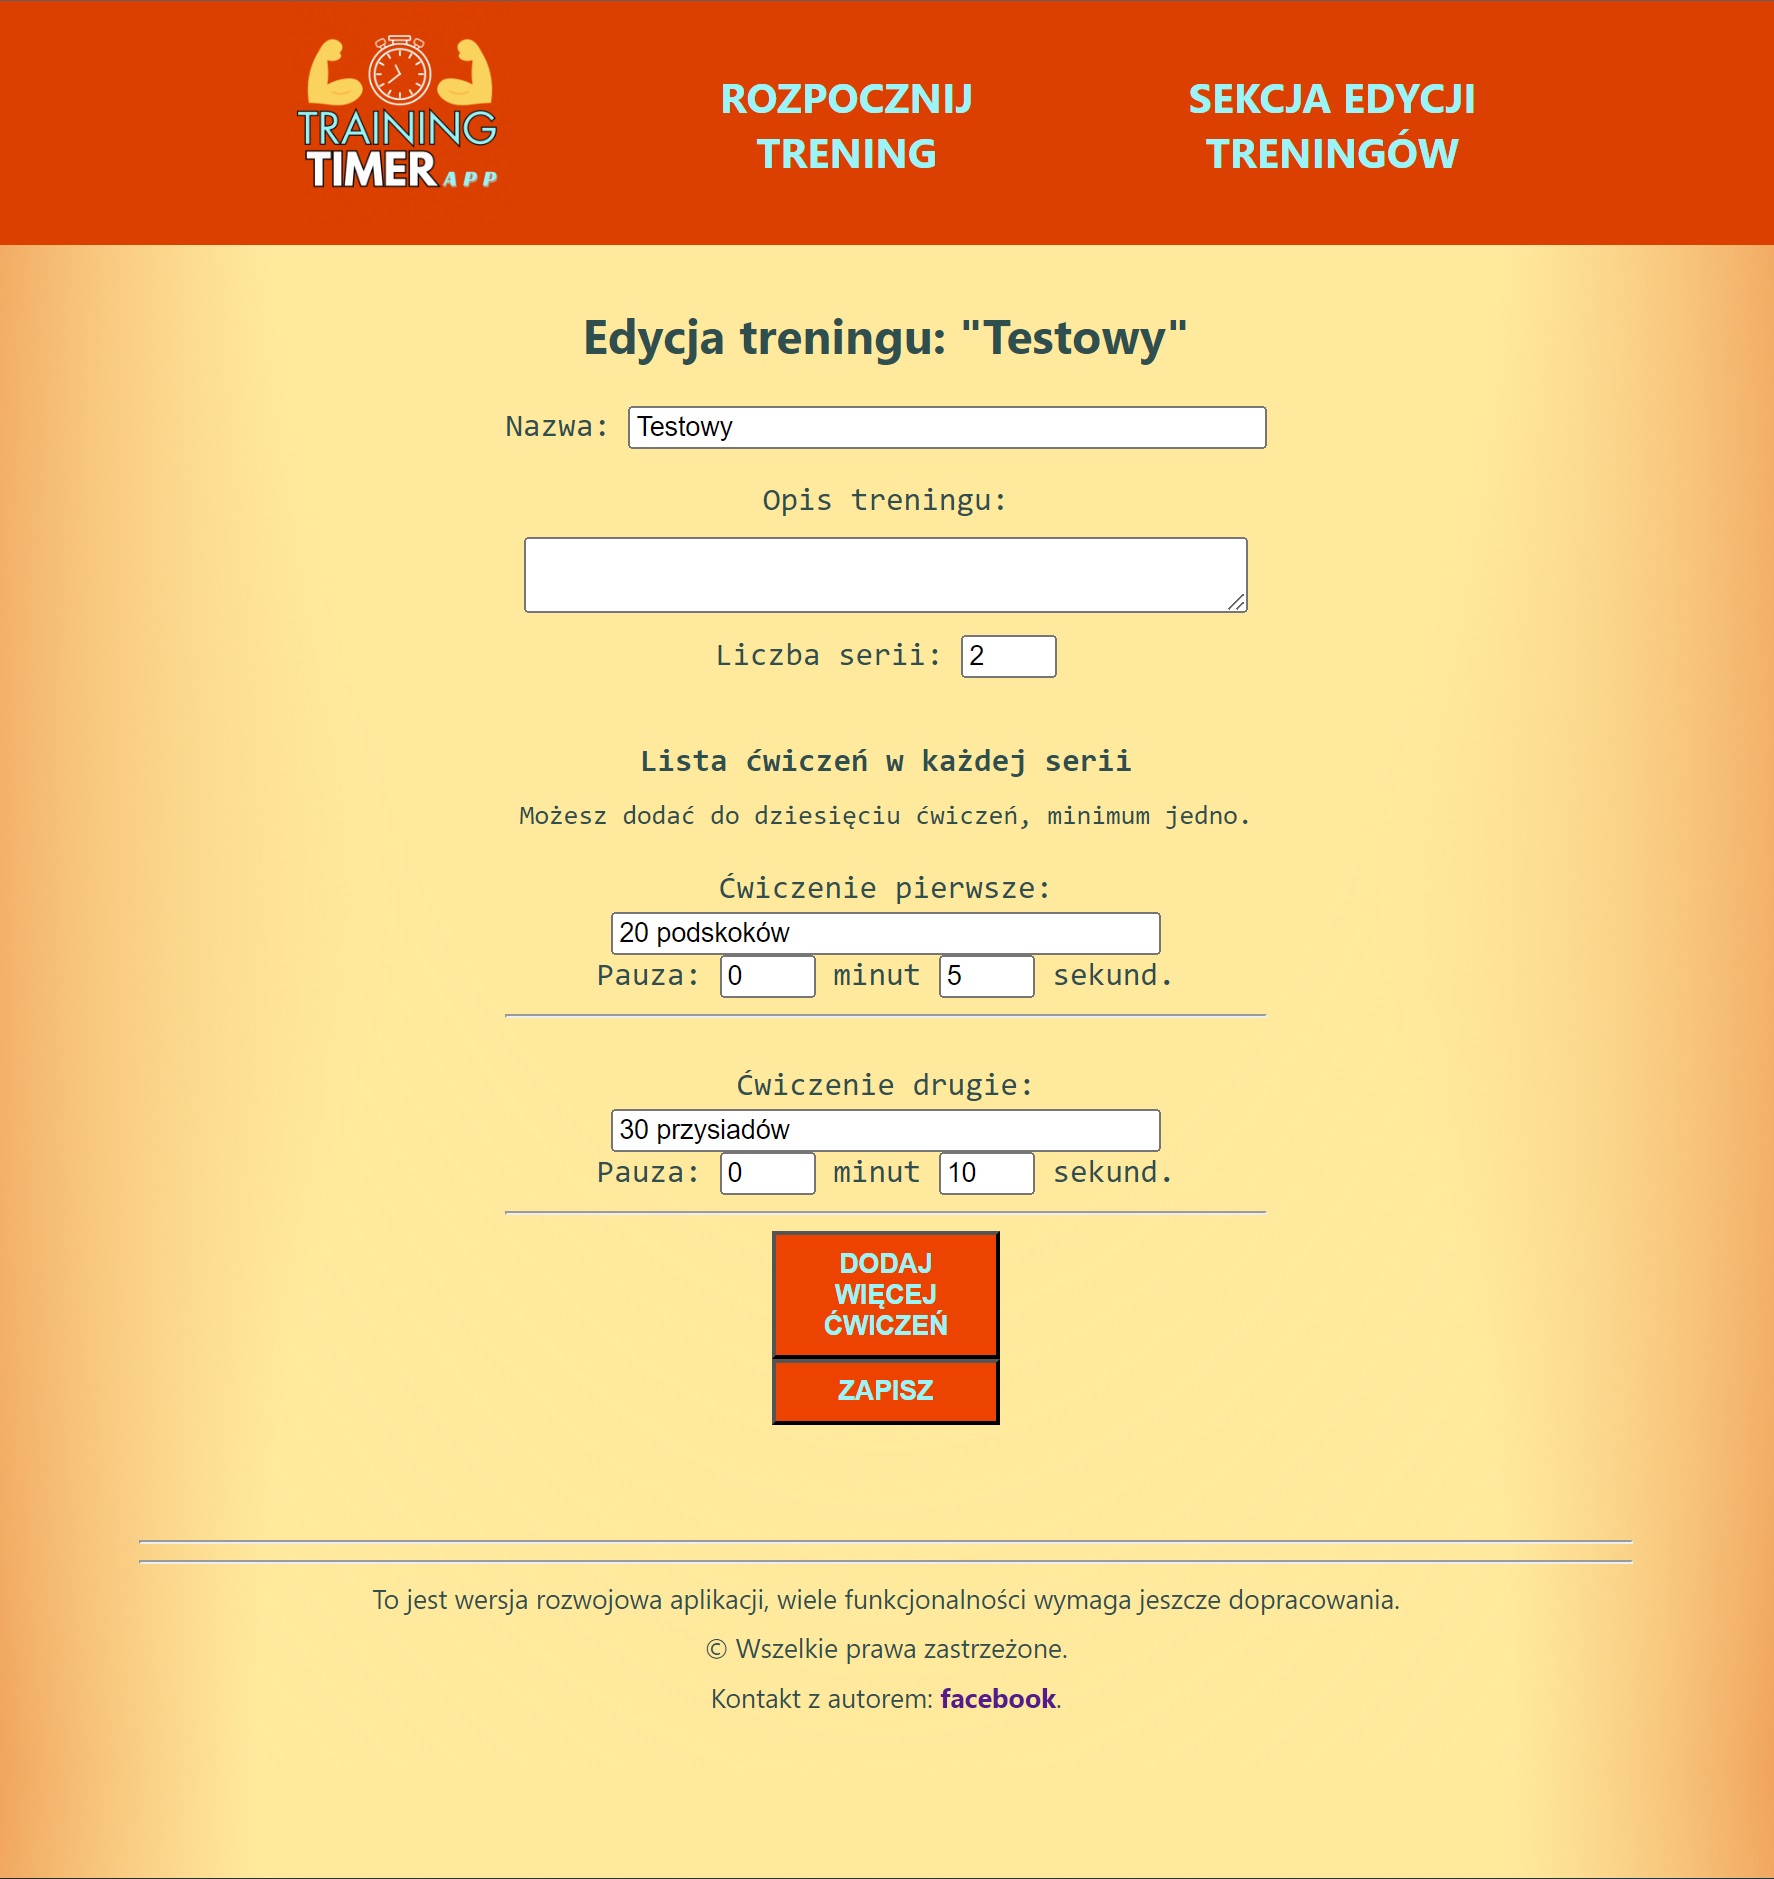 TRAINING
TIMER APP
ROZPOCZNIJ
TRENING
SEKCJA EDYCJI
TRENINGÓW
Edycja treningu: "Testowy"
Nazwa: Testowy
Opis treningu:
Liczba serii: 2
Lista ćwiczeń w każdej serii
Możesz dodać do dziesięciu ćwiczeń, minimum jedno.
Ćwiczenie pierwsze:
20 podskoków
Pauza: 0 minut 5 sekund.
Ćwiczenie drugie:
30 przysiadów
Pauza: 0 minut 10 sekund.
DODAJ
WIĘCEJ
ĆWICZEŃ
ZAPISZ
To jest wersja rozwojowa aplikacji, wiele funkcjonalności wymaga jeszcze dopracowania.
© Wszelkie prawa zastrzeżone.
Kontakt z autorem: facebook.